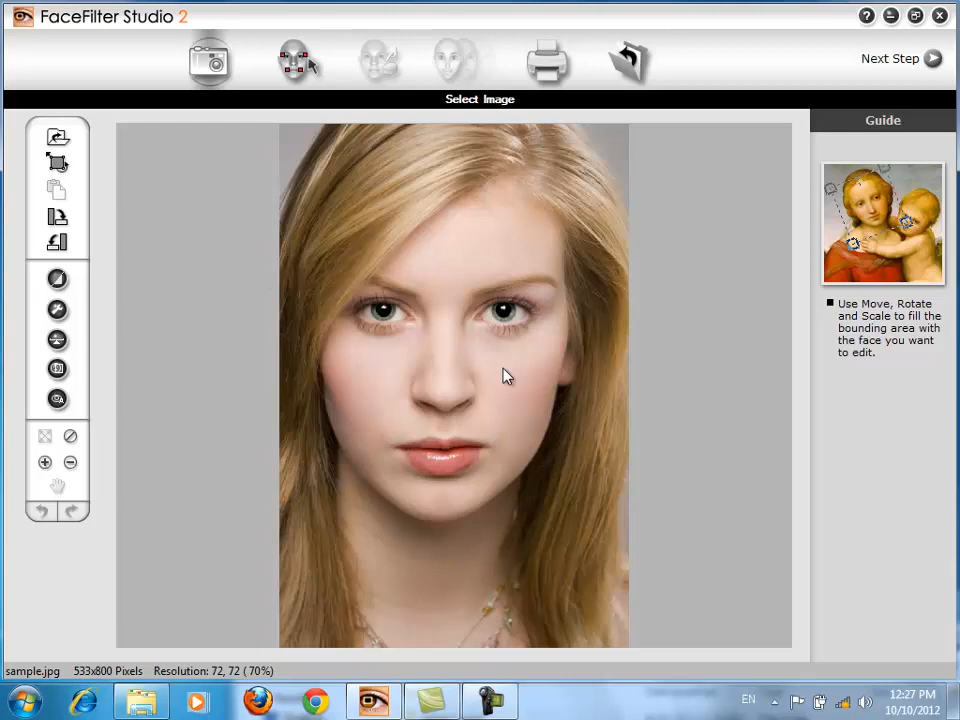 FaceFilter Studio 2
Next Step
Select Image
Guide
Use Move, Rotate
and Scale to fill the
bounding area with
the face you want
to edit.
sample.jpg 533x800 Pixels Resolution: 72, 72 ( 70%)
EN
12:27 PM
10/10/2012